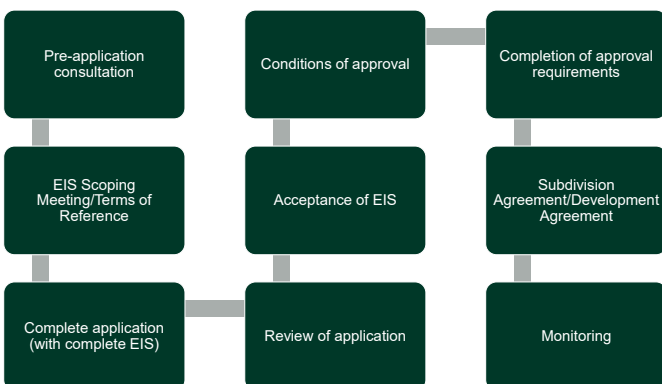 Pre-application
consultation
EIS Scoping
Meeting/Terms of
Reference
Complete application
(with complete EIS)
Review of application
Acceptance of EIS
Conditions of approval
Completion of approval
requirements
Subdivision
Agreement/Development
Agreement
Monitoring